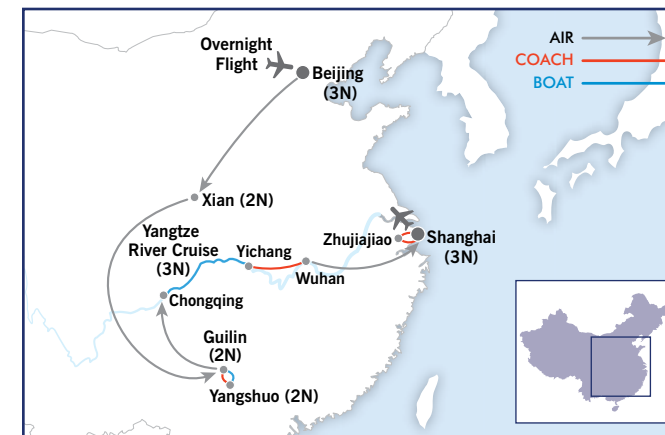 Overnight
Flight
Beijing
(3N)
AIR
COACH
BOAT
Xian (2N)
Yangtze
River Cruise
(3N)
Yichang
Zhujiajiao
Shanghai
(3N)
Wuhan
Chongqing
Guilin
(2N)
Yangshuo (2N)